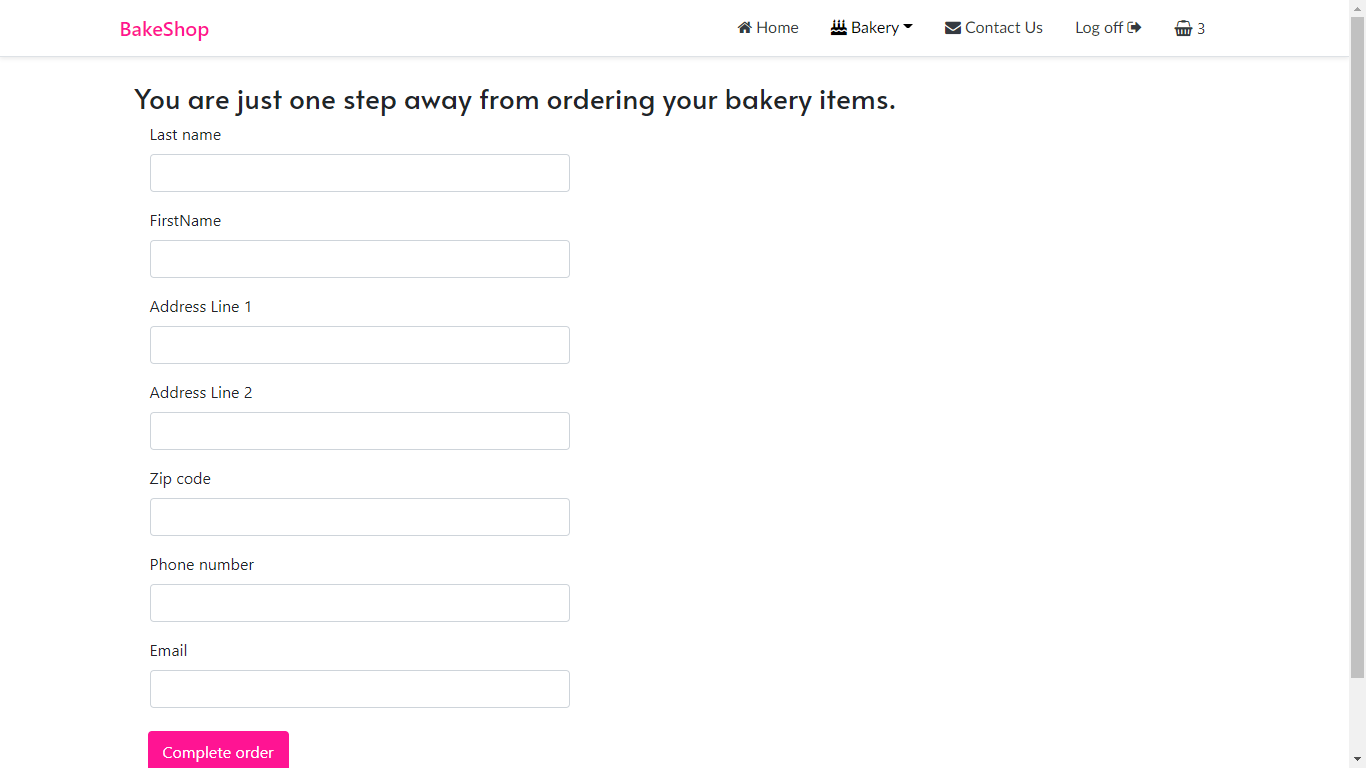 BakeShop Home Bakery Contact Us Log off 3
You are just one step away from ordering your bakery items.
Last name
FirstName
Address Line 1
Address Line 2
Zip code
Phone number
Email
Complete order